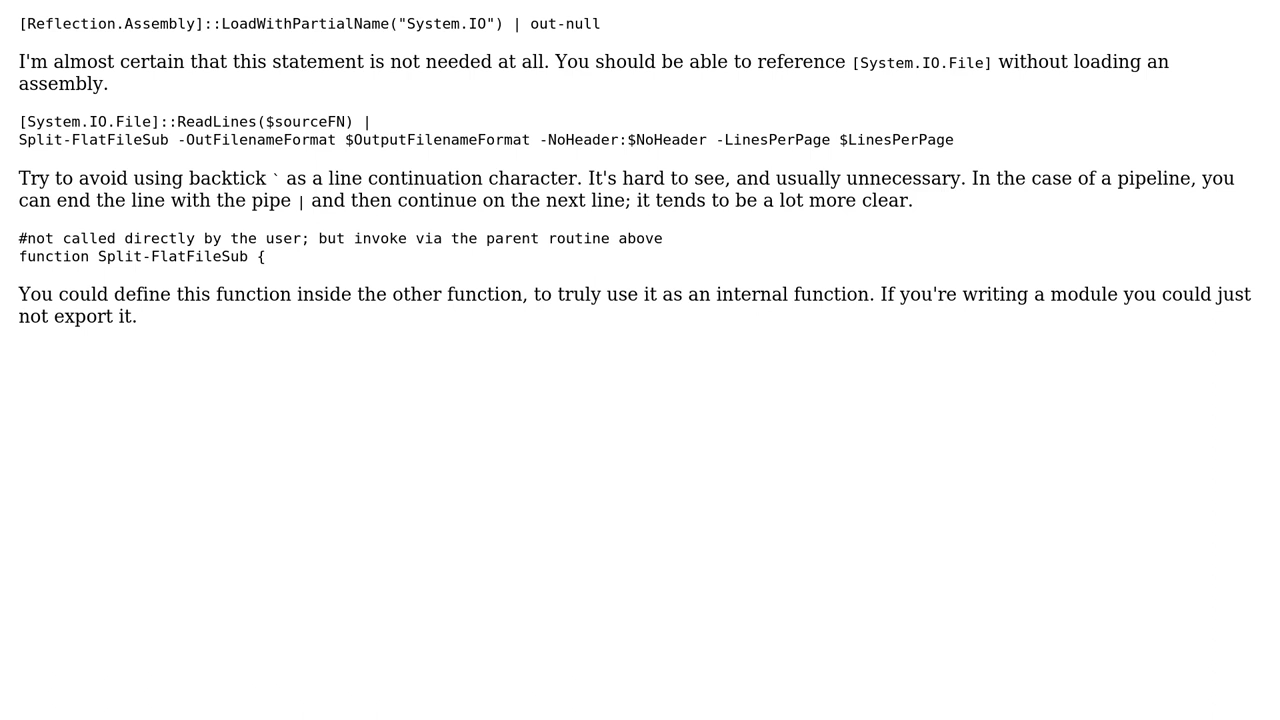 [Reflection.Assembly]::LoadWithPartialName("System.IO") | out-null
I'm almost certain that this statement is not needed at all. You should be able to reference [System.IO.File] without loading an
assembly.
[System.IO.File]::ReadLines($sourceFN) |
Split-FlatFileSub -OutFilenameFormat $OutputFilenameFormat -NoHeader:$NoHeader -LinesPerPage $LinesPerPage
Try to avoid using backtick ` as a line continuation character. It's hard to see, and usually unnecessary. In the case of a pipeline, you
can end the line with the pipe | and then continue on the next line; it tends to be a lot more clear.
#not called directly by the user; but invoke via the parent routine above
function Split-FlatFileSub {
You could define this function inside the other function, to truly use it as an internal function. If you're writing a module you could just
not export it.